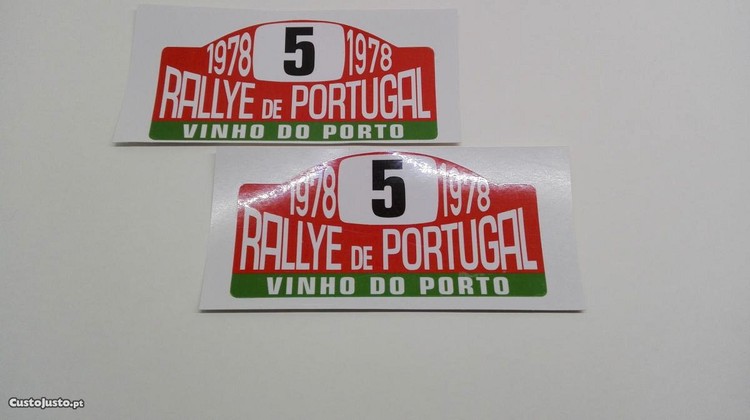 1978 5 1978
RALLYE DE PORTUGAL
VINHO DO PORTO
1978 5 1978
RALLYE DE PORTUGAL
VINHO DO PORTO
CustoJusto.pt